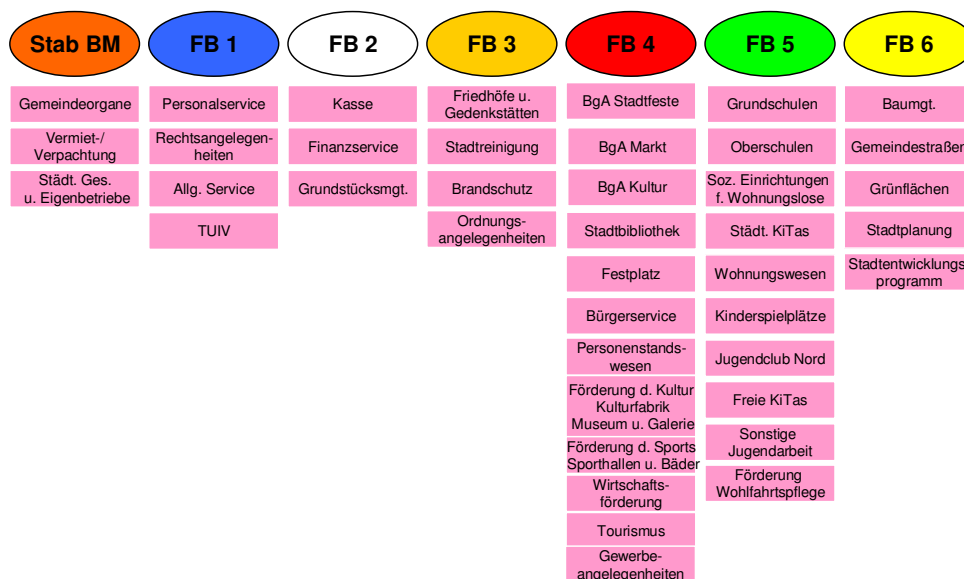 Stab BM
FB 1
FB 2
FB 3
FB 4
FB 5
FB 6
Gemeindeorgane
Vermiet-/
Verpachtung
Städt. Ges.
u. Eigenbetriebe
Personalservice
Rechtsangelegen-
heiten
Allg. Service
TUIV
Kasse
Finanzservice
Grundstücksmgt.
Friedhöfe u.
Gedenkstätten
Stadtreinigung
Brandschutz
Ordnungs-
angelegenheiten
BgA Stadtfeste
BgA Markt
BgA Kultur
Stadtbibliothek
Festplatz
Bürgerservice
Personenstands-
wesen
Förderung d. Kultur
Kulturfabrik
Museum u. Galerie
Förderung d. Sports
Sporthallen u. Bäder
Wirtschafts-
förderung
Tourismus
Gewerbe-
angelegenheiten
Grundschulen
Oberschulen
Soz. Einrichtungen
f. Wohnungslose
Städt. KiTas
Wohnungswesen
Kinderspielplätze
Jugendclub Nord
Freie KiTas
Sonstige
Jugendarbeit
Förderung
Wohlfahrtspflege
Baumgt.
Gemeindestraßen
Grünflächen
Stadtplanung
Stadtentwicklungs
programm